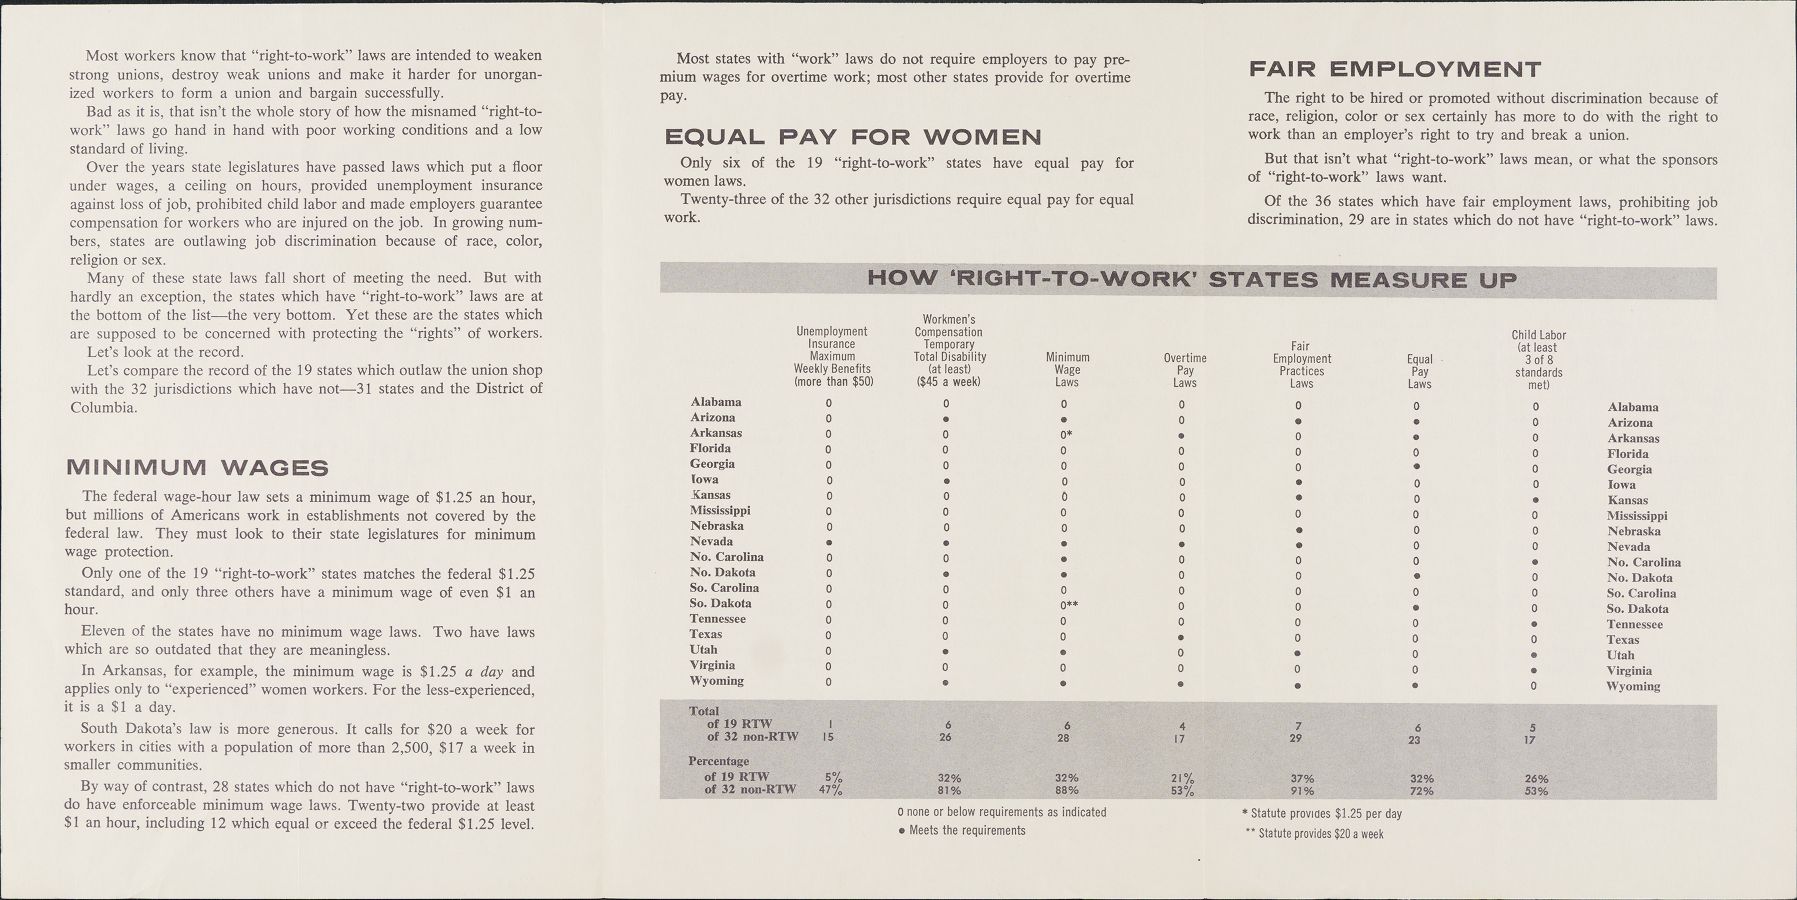 Most workers know that “right-to-work” laws are intended to weaken
strong unions, destroy weak unions and make it harder for unorgan-
ized workers to form a union and bargain successfully.
Bad as it is, that isn’t the whole story of how the misnamed “right-to-
work” laws go hand in hand with poor working conditions and a low
standard of living.
Over the years state legislatures have passed laws which put a floor
under wages, a ceiling on hours, provided unemployment insurance
against loss of job, prohibited child labor and made employers guarantee
compensation for workers who are injured on the job. In growing num-
bers, states are outlawing job discrimination because of race, color,
religion or sex.
Many of these state laws fall short of meeting the need. But with
hardly an exception, the states which have “right-to-work” laws are at
the bottom of the list—the very bottom. Yet these are the states which
are supposed to be concerned with protecting the “rights” of workers.
Let’s look at the record.
Let’s compare the record of the 19 states which outlaw the union shop
with the 32 jurisdictions which have not—31 states and the District of
Columbia.
MINIMUM WAGES
The federal wage-hour law sets a minimum wage of $1.25 an hour,
but millions of Americans work in establishments not covered by the
federal law. They must look to their state legislatures for minimum
wage protection.
Only one of the 19 “right-to-work” states matches the federal $1.25
standard, and only three others have a minimum wage of even $1 an
hour.
Eleven of the states have no minimum wage laws. Two have laws
which are so outdated that they are meaningless.
In Arkansas, for example, the minimum wage is $1.25 a day and
applies only to “experienced” women workers. For the less-experienced,
it is a $1 a day.
South Dakota’s law is more generous. It calls for $20 a week for
workers in cities with a population of more than 2,500, $17 a week in
smaller communities.
By way of contrast, 28 states which do not have “right-to-work” laws
do have enforceable minimum wage laws. Twenty-two provide at least
$1 an hour, including 12 which equal or exceed the federal $1.25 level.
Most states with “work” laws do not require employers to pay pre-
mium wages for overtime work; most other states provide for overtime
pay.
EQUAL PAY FOR WOMEN
Only six of the 19 “right-to-work” states have equal pay for
women laws.
Twenty-three of the 32 other jurisdictions require equal pay for equal
work.
FAIR EMPLOYMENT
The right to be hired or promoted without discrimination because of
race, religion, color or sex certainly has more to do with the right to
work than an employer’s right to try and break a union.
But that isn’t what “right-to-work” laws mean, or what the sponsors
of “right-to-work” laws want.
Of the 36 states which have fair employment laws, prohibiting job
discrimination, 29 are in states which do not have “right-to-work” laws.
HOW ‘RIGHT-TO-WORK’ STATES MEASURE UP
Unemployment
Insurance
Maximum
Weekly Benefits
(more than $50)
Workmen’s
Compensation
Temporary
Total Disability
(at least)
($45 a week)
Minimum
Wage
Laws
Overtime
Pay
Laws
Fair
Employment
Practices
Laws
Equal
Pay
Laws
Child Labor
(at least
3 of 8
standards
met)
Alabama 0 0 0 0 0 0 0 Alabama
Arizona 0 • • 0 • • 0 Arizona
Arkansas 0 0 0* • 0 • 0 Arkansas
Florida 0 0 0 0 0 0 0 Florida
Georgia 0 0 0 0 0 • 0 Georgia
Iowa 0 • 0 0 • 0 0 Iowa
Kansas 0 0 0 0 • 0 • Kansas
Mississippi 0 0 0 0 0 0 0 Mississippi
Nebraska 0 0 0 0 • 0 0 Nebraska
Nevada • • • • • 0 0 Nevada
No. Carolina 0 0 • 0 0 0 • No. Carolina
No. Dakota 0 • • 0 0 • 0 No. Dakota
So. Carolina 0 0 0 0 0 0 0 So. Carolina
So. Dakota 0 0 0** 0 0 • 0 So. Dakota
Tennessee 0 0 0 0 0 0 • Tennessee
Texas 0 0 0 • 0 0 0 Texas
Utah 0 • • 0 • 0 • Utah
Virginia 0 0 0 0 0 0 • Virginia
Wyoming 0 • • • • • 0 Wyoming
Total
of 19 RTW 1 6 6 4 7 6 5
of 32 non-RTW 15 26 28 17 29 23 17
Percentage
of 19 RTW 5% 32% 32% 21% 37% 32% 26%
of 32 non-RTW 47% 81% 88% 53% 91% 72% 53%
0 none or below requirements as indicated
• Meets the requirements
* Statute provides $1.25 per day
** Statute provides $20 a week